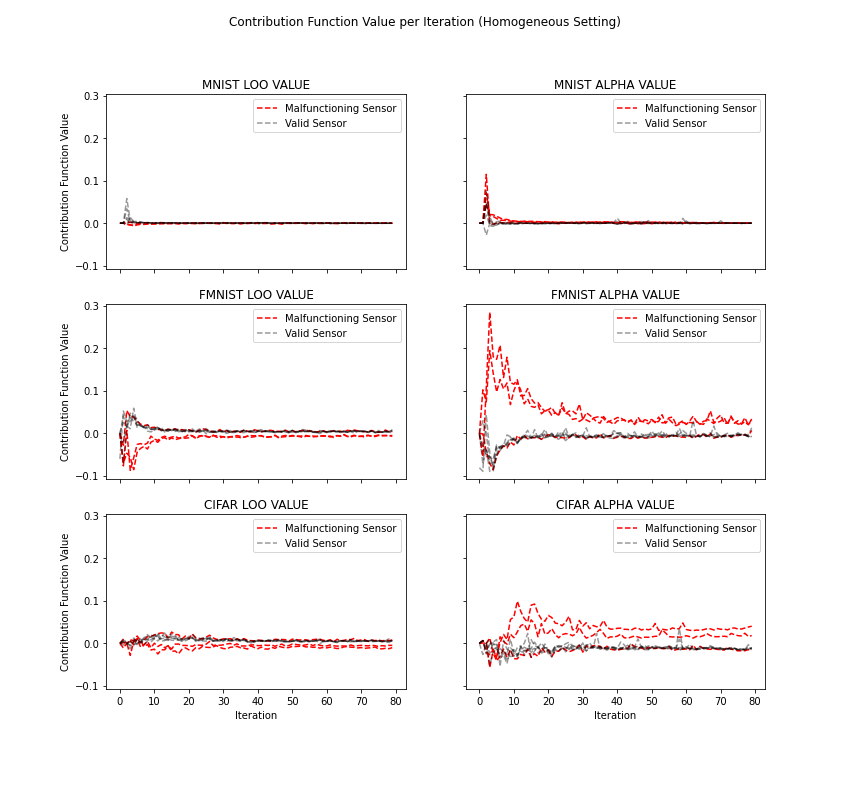 Contribution Function Value per Iteration (Homogeneous Setting)
MNIST LOO VALUE
Contribution Function Value
0.3
0.2
0.1
0.0
−0.1
Malfunctioning Sensor
Valid Sensor
MNIST ALPHA VALUE
Malfunctioning Sensor
Valid Sensor
FMNIST LOO VALUE
Contribution Function Value
0.3
0.2
0.1
0.0
−0.1
Malfunctioning Sensor
Valid Sensor
FMNIST ALPHA VALUE
Malfunctioning Sensor
Valid Sensor
CIFAR LOO VALUE
Contribution Function Value
0.3
0.2
0.1
0.0
−0.1
Malfunctioning Sensor
Valid Sensor
0 10 20 30 40 50 60 70 80
Iteration
CIFAR ALPHA VALUE
Malfunctioning Sensor
Valid Sensor
0 10 20 30 40 50 60 70 80
Iteration